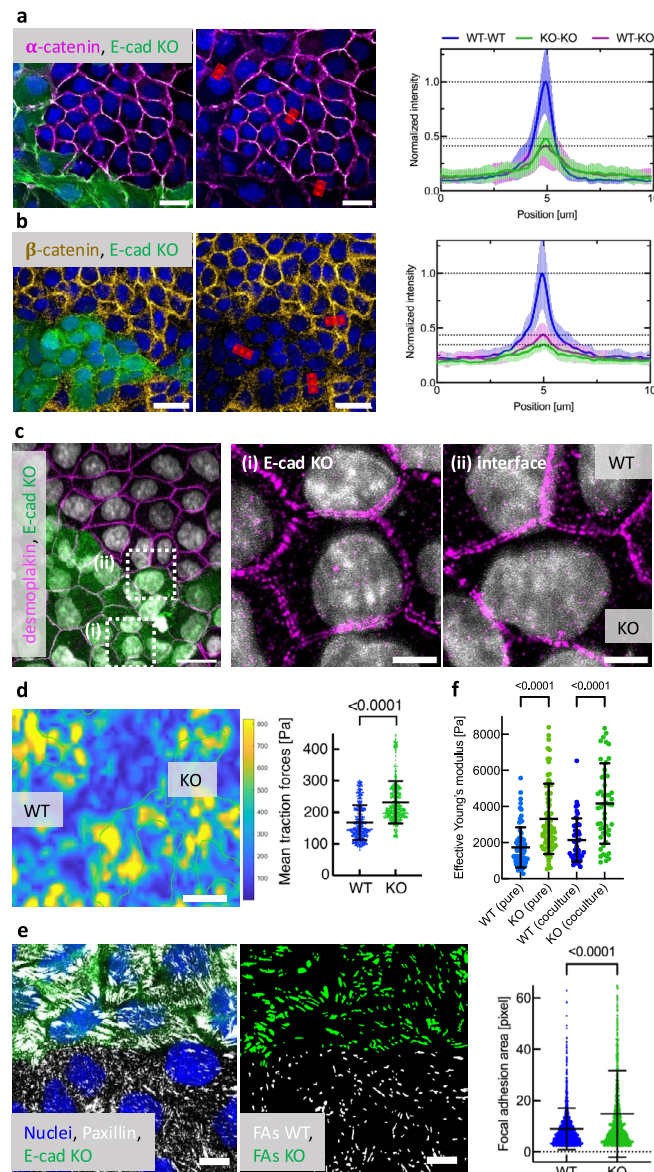 a
α-catenin, E-cad KO
WT-WT
KO-KO
WT-KO
Normalized intensity
1.0
0.5
0.0
0
5
10
Position [um]
b
β-catenin, E-cad KO
Normalized intensity
1.0
0.5
0.0
0
5
10
Position [um]
c
desmoplakin, E-cad KO
(ii)
(i)
(i) E-cad KO
(ii) interface
WT
KO
d
WT
KO
800
700
600
500
400
300
200
100
0
Mean traction forces [Pa]
<0.0001
400
300
200
100
0
WT
KO
f
<0.0001
<0.0001
Effective Young's modulus [Pa]
8000
6000
4000
2000
0
WT (pure)
KO (pure)
WT (coculture)
KO (coculture)
e
Nuclei, Paxillin,
E-cad KO
FAs WT,
FAs KO
<0.0001
Focal adhesion area [pixel]
60
40
20
0
WT
KO